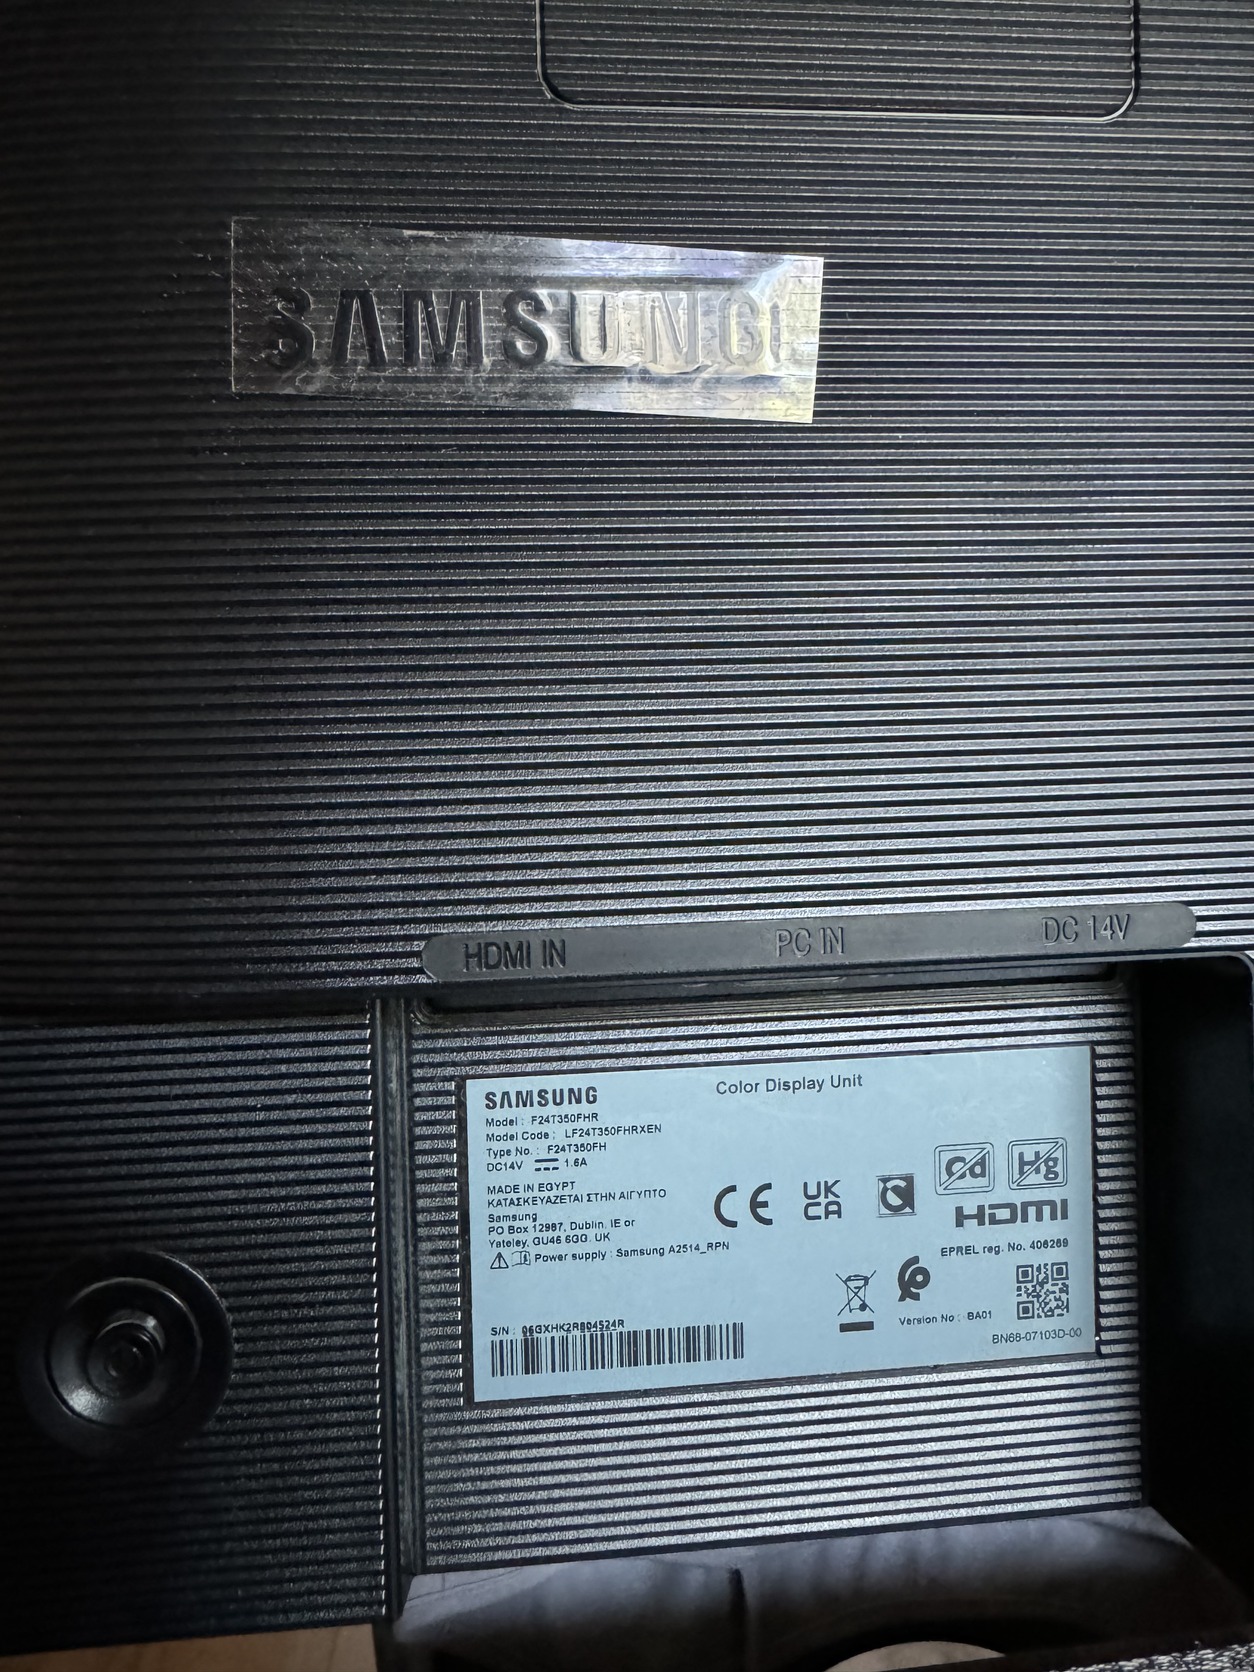 SAMSUNG
HDMI IN
PC IN
DC 14V
SAMSUNG
Color Display Unit
Model : F24T350FHR
Model Code : LF24T350FHRXEN
Type No. : F24T350FH
DC14V 1.6A
MADE IN EGYPT
ΚΑΤΑΣΚΕΥΑΖΕΤΑΙ ΣΤΗΝ ΑΙΓΥΠΤΟ
Samsung
PO Box 12987, Dublin. IE or
Yateley, GU46 6GG. UK
Power supply : Samsung A2514_RPN
CE
UK
CA
Cd
Hg
HDMI
EPREL reg. No. 406269
Version No : BA01
BN68-07103D-00
S/N : 06GXHK2R804524R